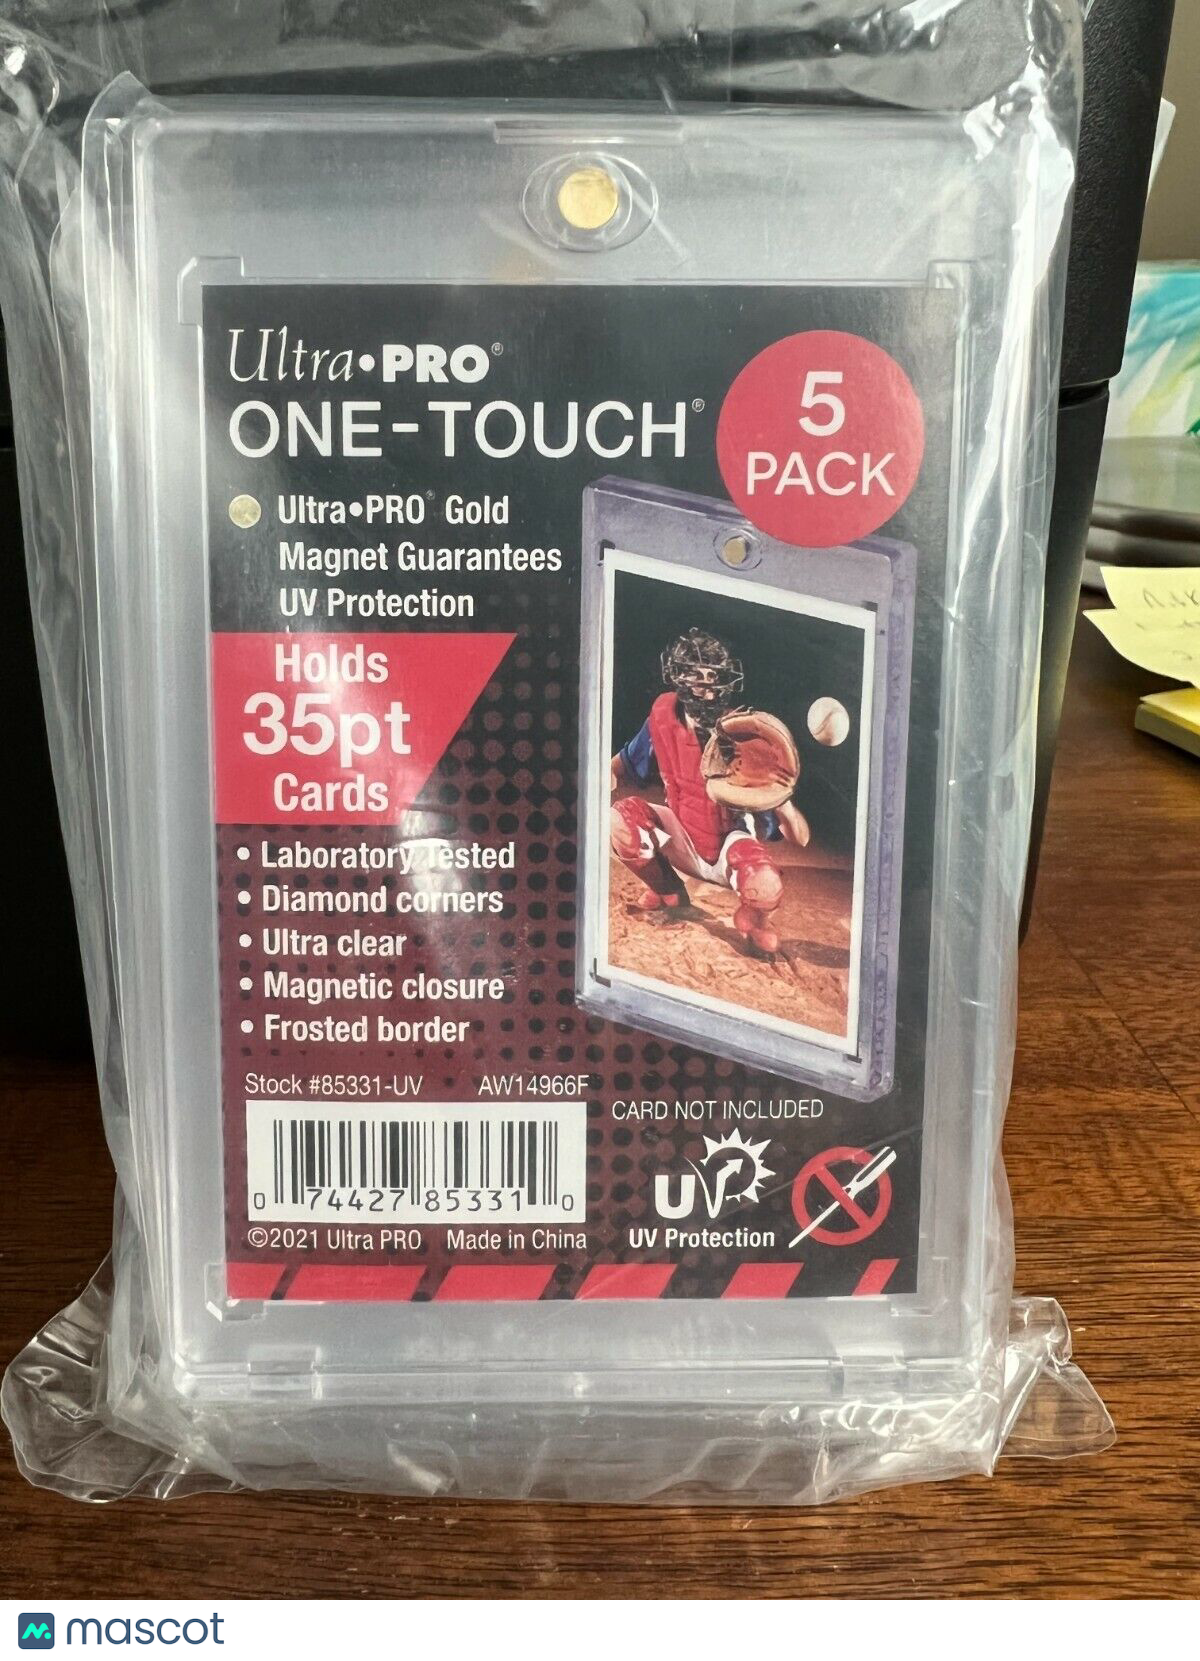 Ultra•PRO®
ONE-TOUCH®
5
PACK
Ultra•PRO® Gold
Magnet Guarantees
UV Protection
Holds
35pt
Cards
• Laboratory Tested
• Diamond corners
• Ultra clear
• Magnetic closure
• Frosted border
Stock #85331-UV AW14966F
CARD NOT INCLUDED
0 74427 85331 0
UV
UV Protection
©2021 Ultra PRO Made in China
mascot